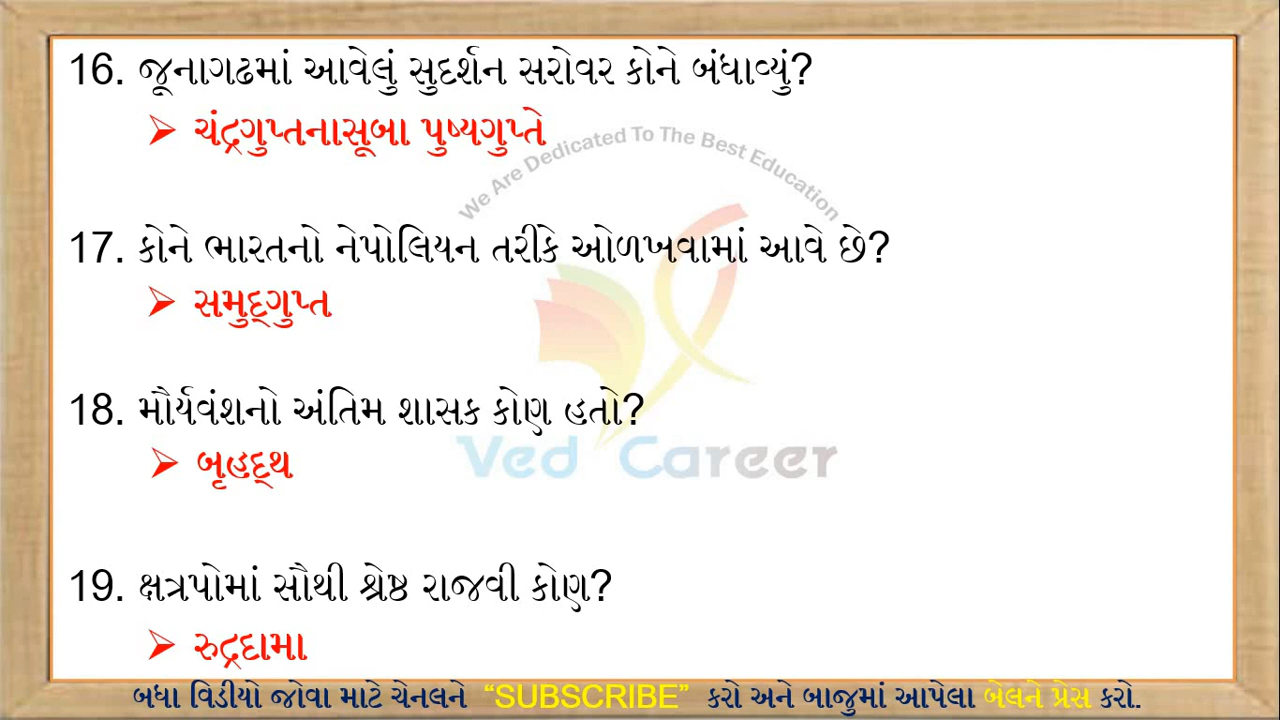 16. જૂનાગઢમાં આવેલું સુદર્શન સરોવર કોને બંધાવ્યું?
➢ ચંદ્રગુપ્તનાસૂબા પુષ્યગુપ્તે
We Are Dedicated To The Best Education
17. કોને ભારતનો નેપોલિયન તરીકે ઓળખવામાં આવે છે?
➢ સમુદ્ગુપ્ત
18. મૌર્યવંશનો અંતિમ શાસક કોણ હતો?
Ved Career
➢ બૃહદ્થ
19. ક્ષત્રપોમાં સૌથી શ્રેષ્ઠ રાજવી કોણ?
➢ રુદ્રદામા
બધા વિડીયો જોવા માટે ચેનલને “SUBSCRIBE” કરો અને બાજુમાં આપેલા બેલને પ્રેસ કરો.